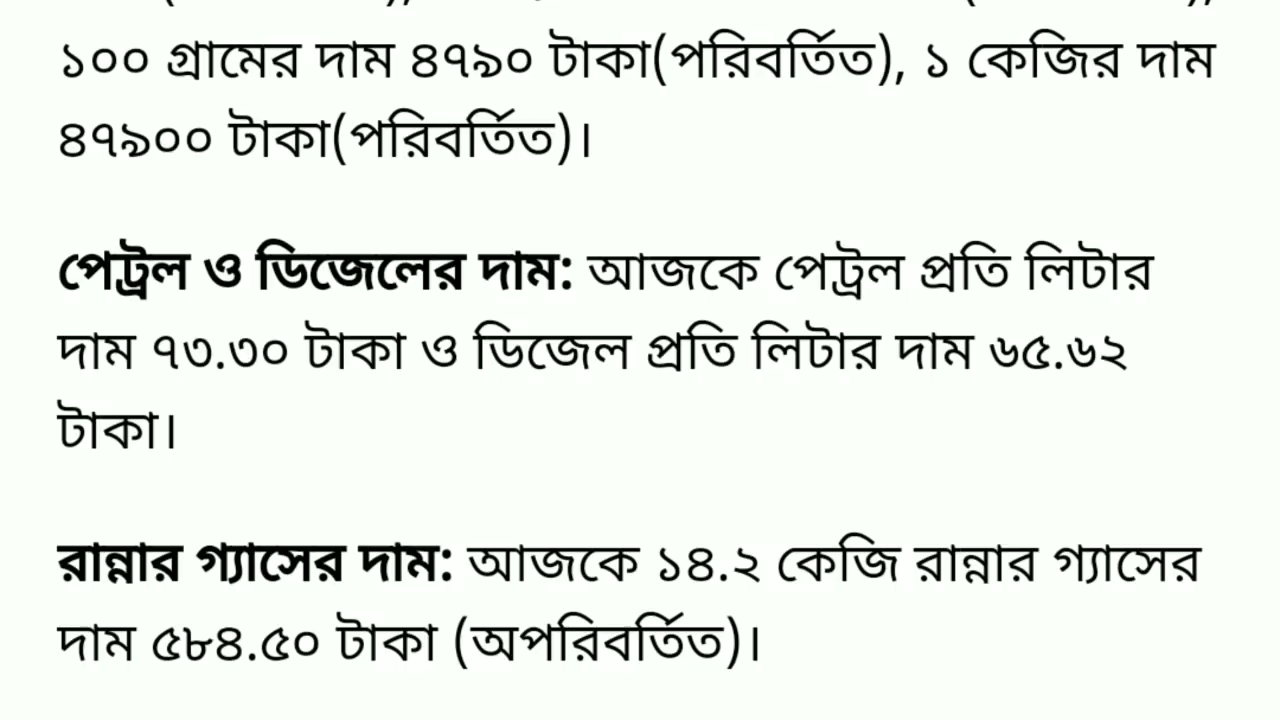 ১০০ গ্রামের দাম ৪৭৯০ টাকা(পরিবর্তিত), ১ কেজির দাম
৪৭৯০০ টাকা(পরিবর্তিত)।
পেট্রল ও ডিজেলের দাম: আজকে পেট্রল প্রতি লিটার
দাম ৭৩.৩০ টাকা ও ডিজেল প্রতি লিটার দাম ৬৫.৬২
টাকা।
রান্নার গ্যাসের দাম: আজকে ১৪.২ কেজি রান্নার গ্যাসের
দাম ৫৮৪.৫০ টাকা (অপরিবর্তিত)।